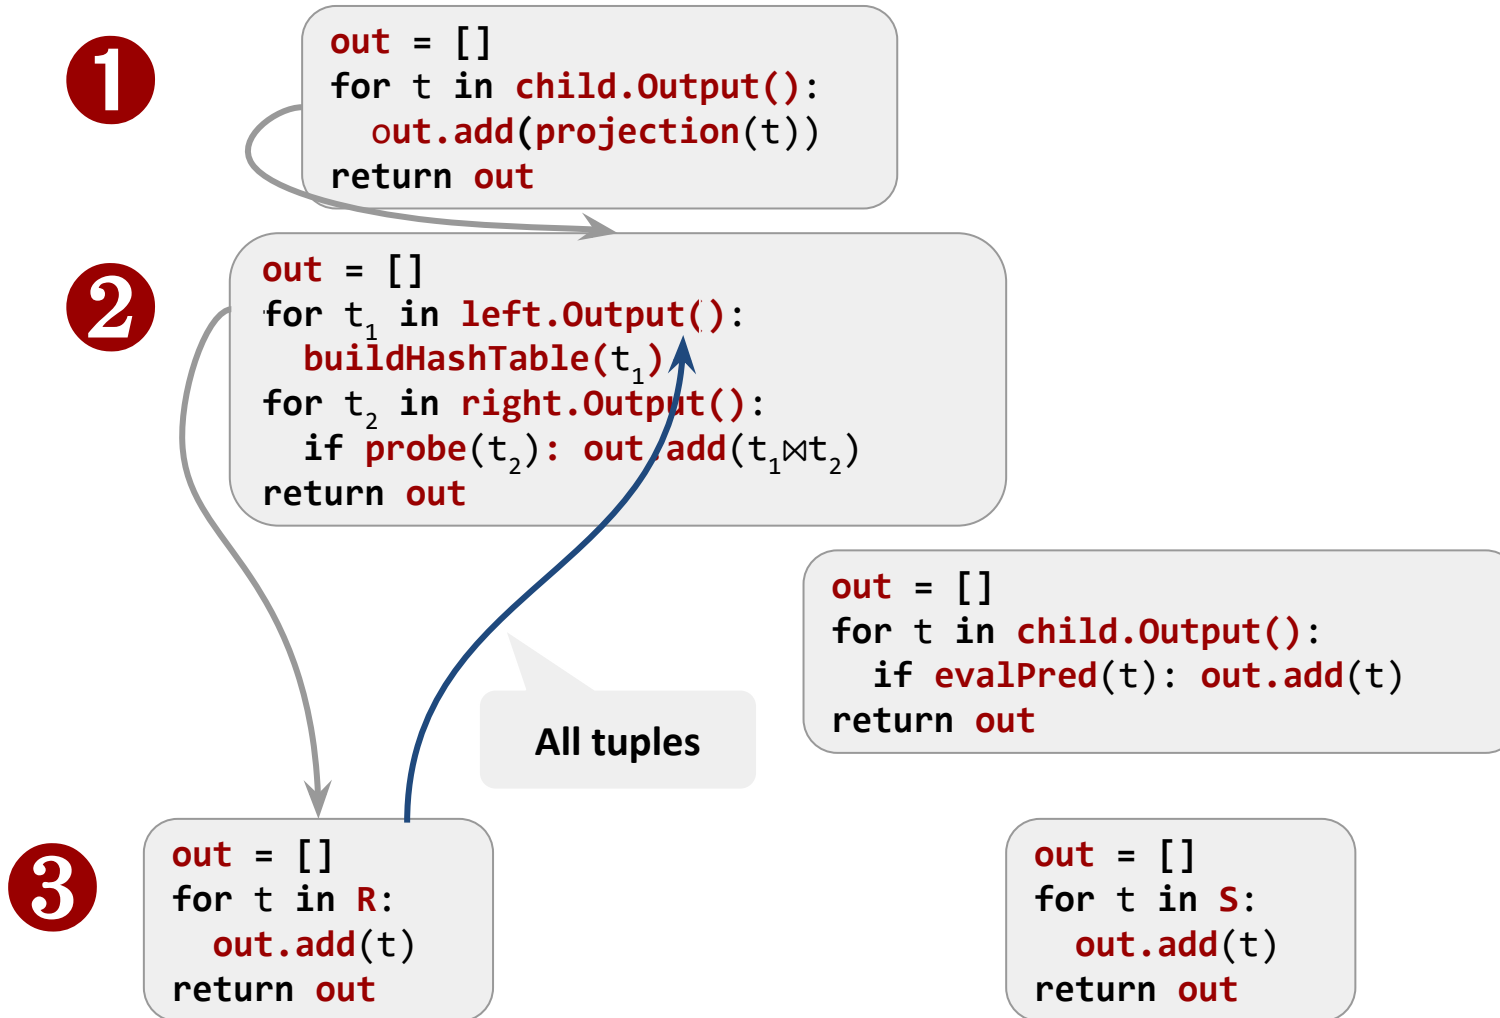 1
out = []
for t in child.Output():
  out.add(projection(t))
return out
2
out = []
for t₁ in left.Output():
  buildHashTable(t₁)
for t₂ in right.Output():
  if probe(t₂): out.add(t₁⋈t₂)
return out
out = []
for t in child.Output():
  if evalPred(t): out.add(t)
return out
All tuples
3
out = []
for t in R:
  out.add(t)
return out
out = []
for t in S:
  out.add(t)
return out